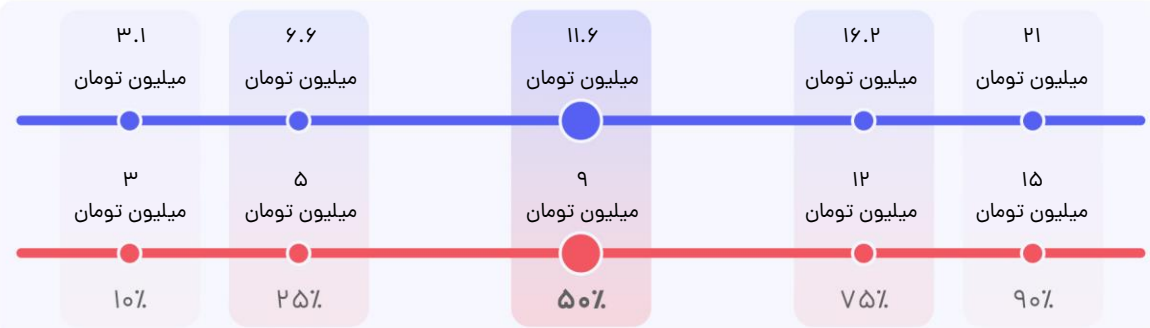 ۳.۱ ۶.۶ ۱۱.۶ ۱۶.۲ ۲۱
میلیون تومان میلیون تومان میلیون تومان میلیون تومان میلیون تومان
۳ ۵ ۹ ۱۲ ۱۵
میلیون تومان میلیون تومان میلیون تومان میلیون تومان میلیون تومان
۱۰٪ ۲۵٪ ۵۰٪ ۷۵٪ ۹۰٪